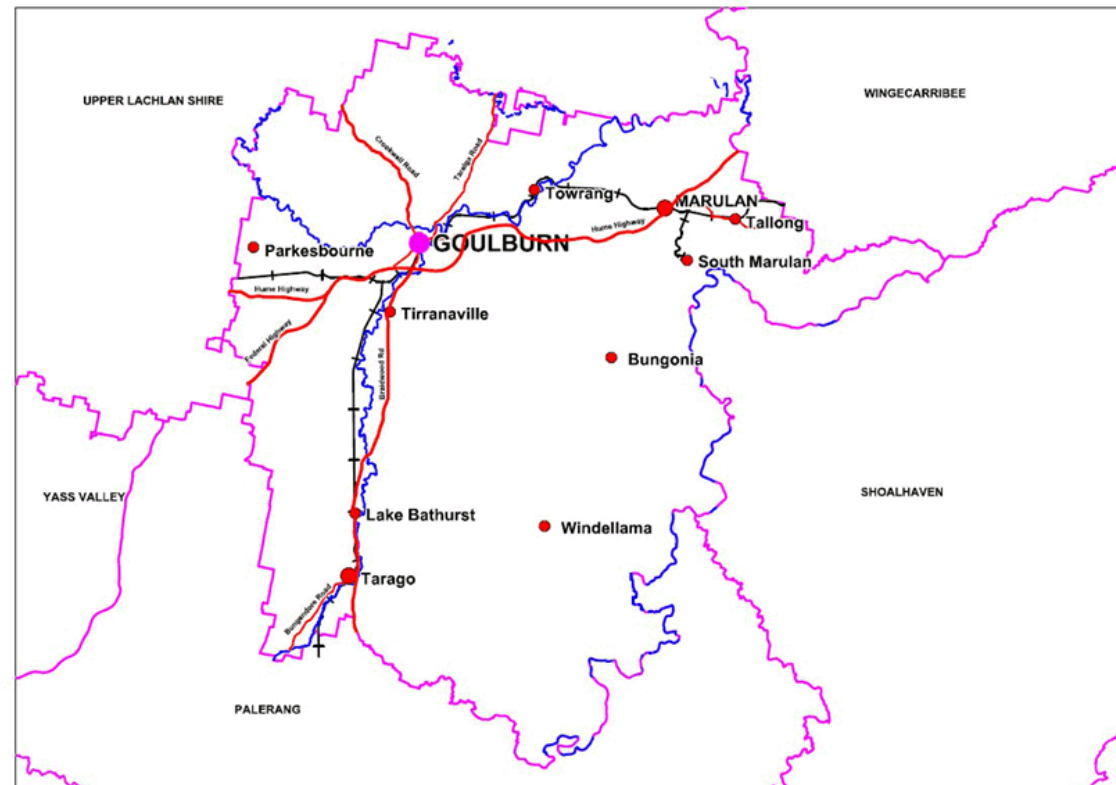 UPPER LACHLAN SHIRE
WINGECARRIBEE
Crookwell Road
Taralga Road
Towrang
MARULAN
Tallong
Hume Highway
GOULBURN
Parkesbourne
South Marulan
Hume Highway
Tirranaville
Federal Highway
Braidwood Rd
Bungonia
YASS VALLEY
SHOALHAVEN
Lake Bathurst
Windellama
Tarago
Bungendore Road
PALERANG